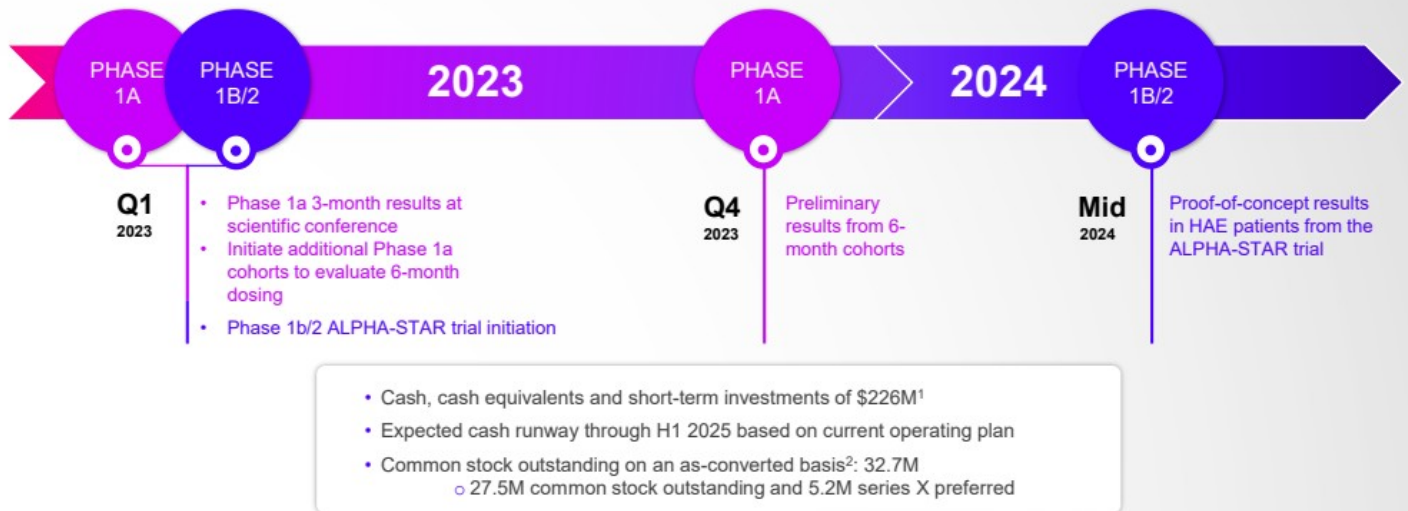 PHASE
1A
PHASE
1B/2
2023
PHASE
1A
2024
PHASE
1B/2
Q1
2023
• Phase 1a 3-month results at
scientific conference
• Initiate additional Phase 1a
cohorts to evaluate 6-month
dosing
• Phase 1b/2 ALPHA-STAR trial initiation
Q4
2023
Preliminary
results from 6-
month cohorts
Mid
2024
Proof-of-concept results
in HAE patients from the
ALPHA-STAR trial
• Cash, cash equivalents and short-term investments of $226M¹
• Expected cash runway through H1 2025 based on current operating plan
• Common stock outstanding on an as-converted basis²: 32.7M
o 27.5M common stock outstanding and 5.2M series X preferred